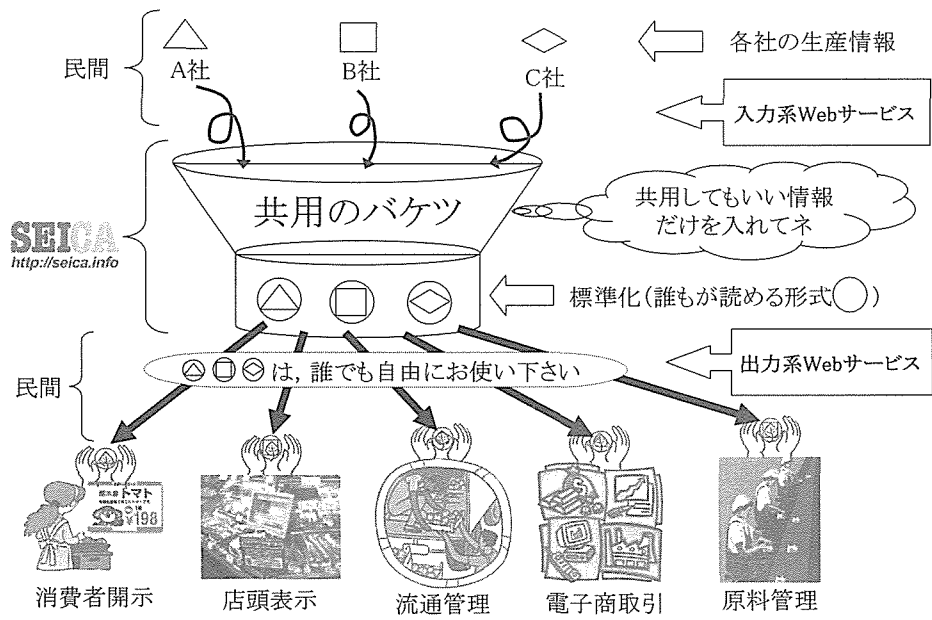 各社の生産情報
民間
A社
B社
C社
入力系Webサービス
共用のバケツ
共用してもいい情報
だけを入れてネ
SEICA
http://seica.info
標準化(誰もが読める形式◯)
は,誰でも自由にお使い下さい
出力系Webサービス
民間
トマト
¥198
消費者開示
店頭表示
流通管理
電子商取引
原料管理